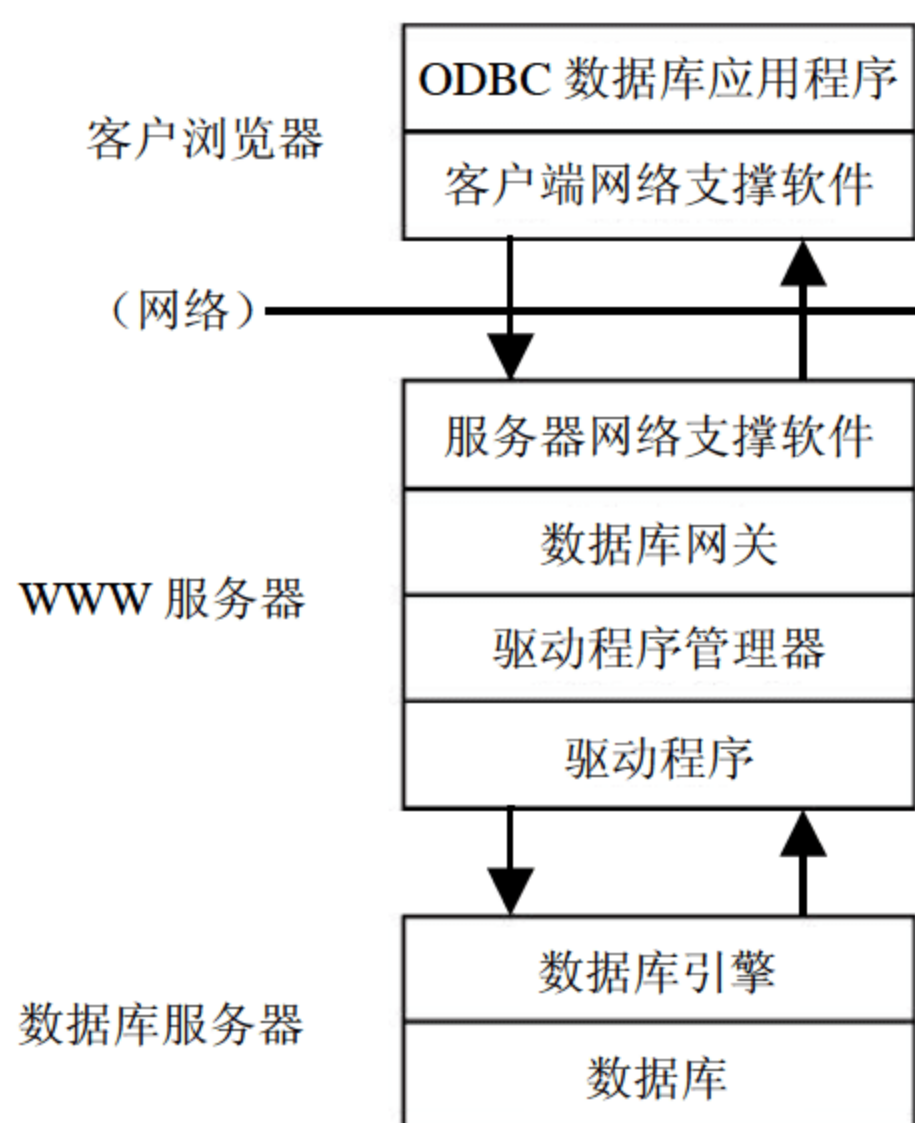 ODBC 数据库应用程序
客户浏览器
客户端网络支撑软件
（网络）
服务器网络支撑软件
数据库网关
WWW 服务器
驱动程序管理器
驱动程序
数据库引擎
数据库服务器
数据库